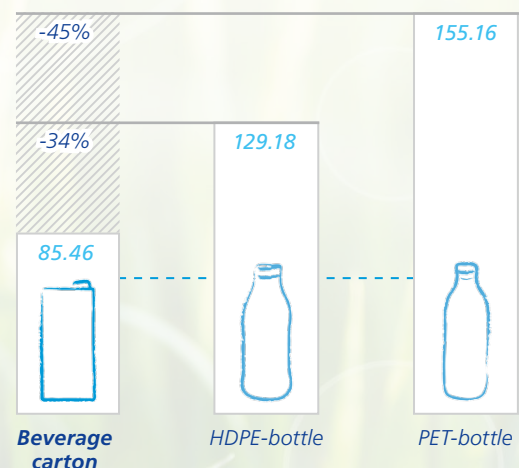 -45%
155.16
-34%
129.18
85.46
Beverage
carton
HDPE-bottle
PET-bottle